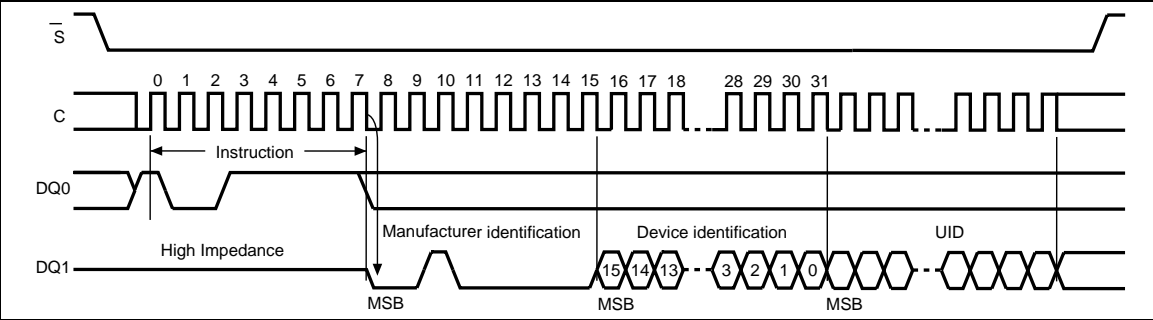 S
0 1 2 3 4 5 6 7 8 9 10 11 12 13 14 15 16 17 18 28 29 30 31
C
Instruction
DQ0
Manufacturer identification Device identification UID
High Impedance
DQ1 15 14 13 3 2 1 0
MSB MSB MSB